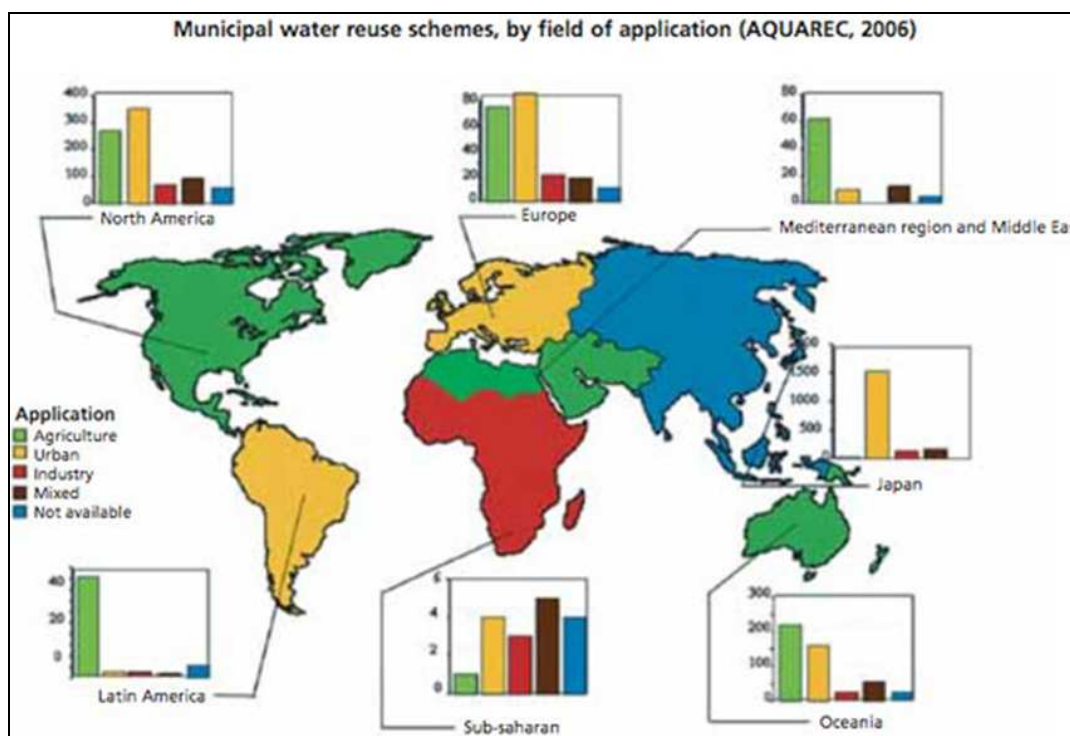 Municipal water reuse schemes, by field of application (AQUAREC, 2006)
400
300
200
100
0
North America
80
60
40
20
0
Europe
80
60
40
20
0
Mediterranean region and Middle Eas
Application
Agriculture
Urban
Industry
Mixed
Not available
1500
1000
500
Japan
40
20
0
Latin America
6
4
2
0
Sub-saharan
300
200
100
0
Oceania